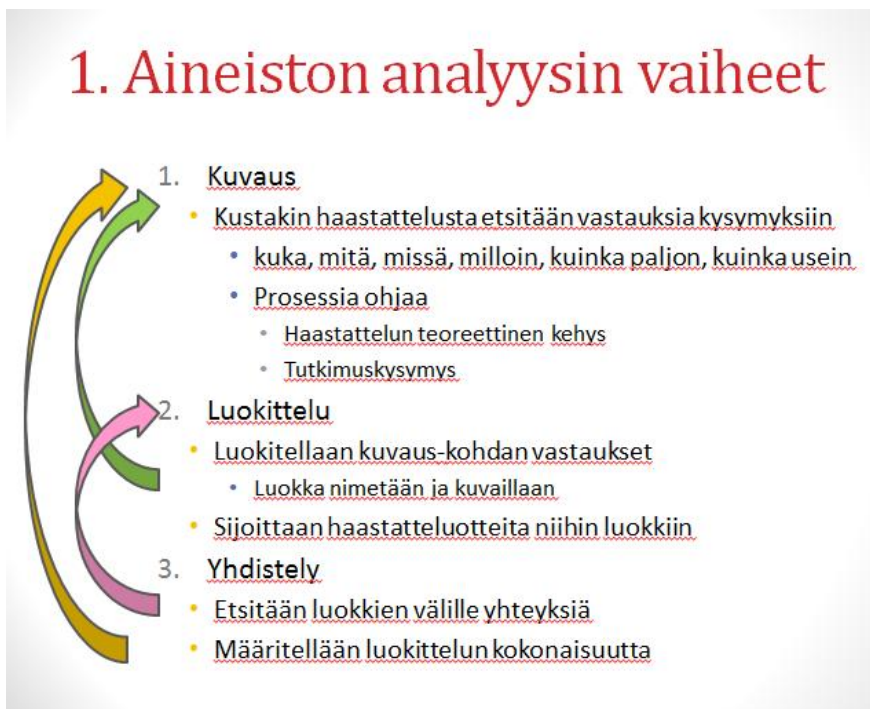 1. Aineiston analyysin vaiheet
1. Kuvaus
• Kustakin haastattelusta etsitään vastauksia kysymyksiin
• kuka, mitä, missä, milloin, kuinka paljon, kuinka usein
• Prosessia ohjaa
• Haastattelun teoreettinen kehys
• Tutkimuskysymys
2. Luokittelu
• Luokitellaan kuvaus-kohdan vastaukset
• Luokka nimetään ja kuvaillaan
• Sijoittaan haastatteluotteita niihin luokkiin
3. Yhdistely
• Etsitään luokkien välille yhteyksiä
• Määritellään luokittelun kokonaisuutta